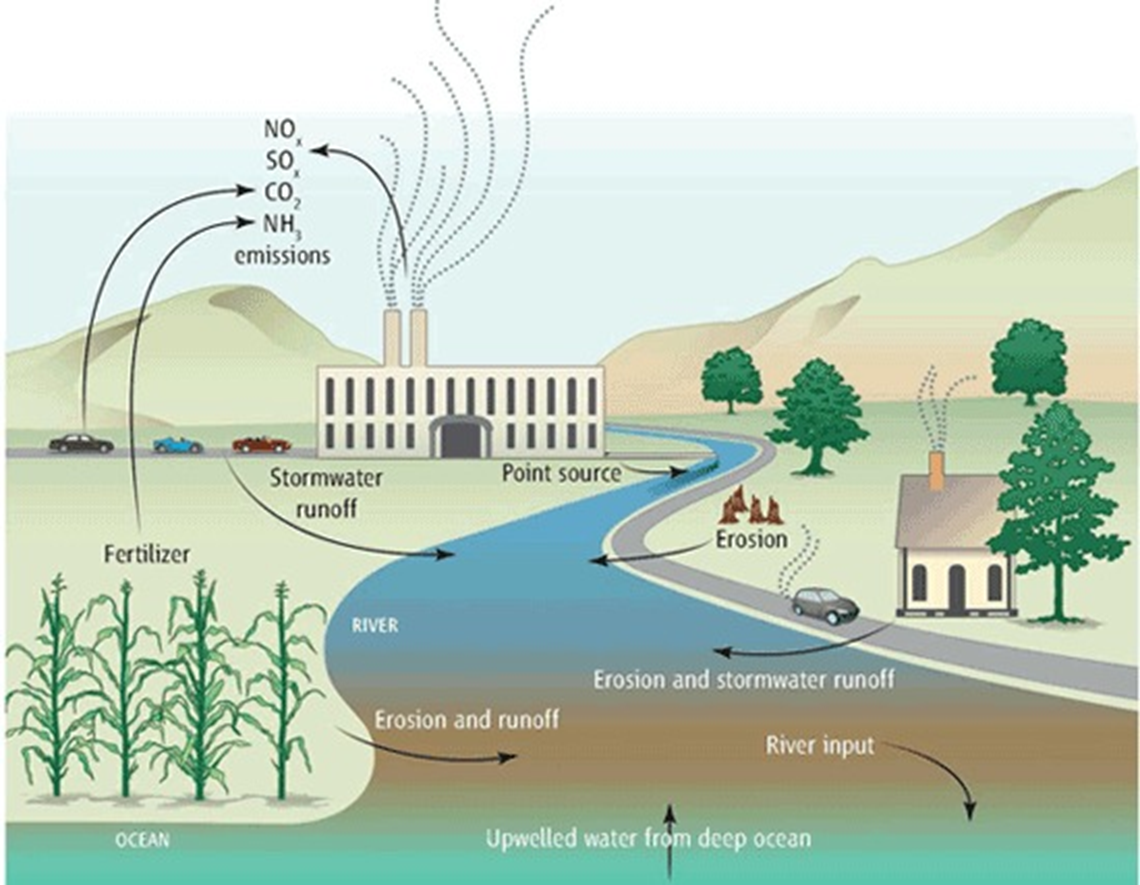 NOx
SOx
CO2
NH3
emissions
Stormwater
runoff
Point source
Erosion
Fertilizer
RIVER
Erosion and stormwater runoff
Erosion and runoff
River input
OCEAN
Upwelled water from deep ocean